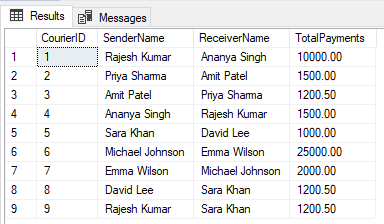 Results Messages
CourierID SenderName ReceiverName TotalPayments
1 1 Rajesh Kumar Ananya Singh 10000.00
2 2 Priya Sharma Amit Patel 1500.00
3 3 Amit Patel Priya Sharma 1200.50
4 4 Ananya Singh Rajesh Kumar 1500.00
5 5 Sara Khan David Lee 1000.00
6 6 Michael Johnson Emma Wilson 25000.00
7 7 Emma Wilson Michael Johnson 2000.00
8 8 David Lee Sara Khan 1200.50
9 9 Rajesh Kumar Sara Khan 1200.50